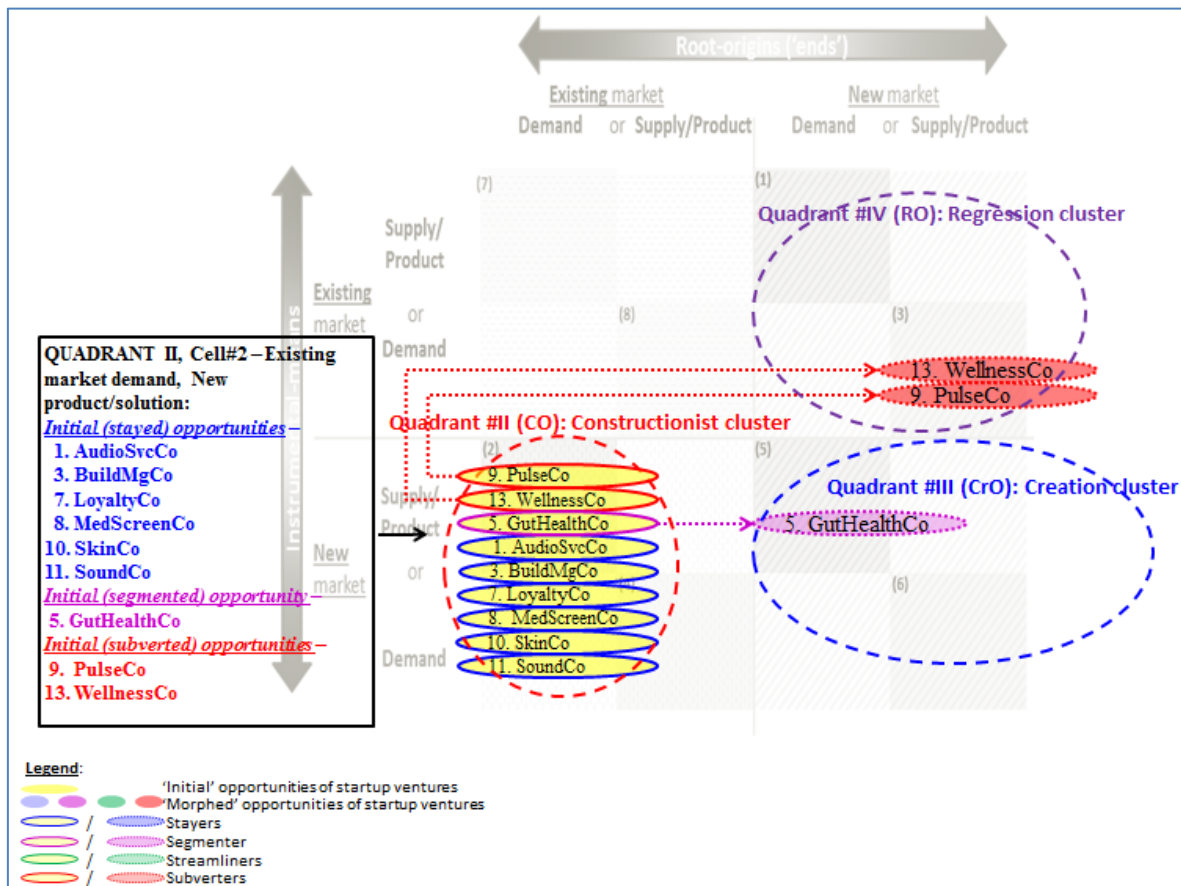 Root-origins ('ends')
Existing market
New market
Demand or Supply/Product
Demand or Supply/Product
(7)
(1)
Quadrant #IV (RO): Regression cluster
Supply/
Product
Existing
market
or
Demand
(8)
(3)
QUADRANT II, Cell#2 – Existing
market demand, New
product/solution:
Initial (stayed) opportunities –
1. AudioSvcCo
3. BuildMgCo
7. LoyaltyCo
8. MedScreenCo
10. SkinCo
11. SoundCo
Initial (segmented) opportunity –
5. GutHealthCo
Initial (subverted) opportunities –
9. PulseCo
13. WellnessCo
13. WellnessCo
9. PulseCo
Quadrant #II (CO): Constructionist cluster
(2)
(5)
9. PulseCo
13. WellnessCo
5. GutHealthCo
1. AudioSvcCo
3. BuildMgCo
7. LoyaltyCo
8. MedScreenCo
10. SkinCo
11. SoundCo
Quadrant #III (CrO): Creation cluster
5. GutHealthCo
Supply/
Product
New
market
or
Demand
(6)
Legend:
'Initial' opportunities of startup ventures
'Morphed' opportunities of startup ventures
/ Stayers
/ Segmenter
/ Streamliners
/ Subverters